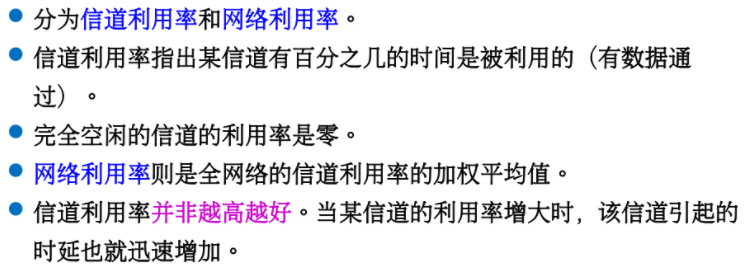 ● 分为信道利用率和网络利用率。
● 信道利用率指出某信道有百分之几的时间是被利用的（有数据通
过）。
● 完全空闲的信道的利用率是零。
● 网络利用率则是全网络的信道利用率的加权平均值。
● 信道利用率并非越高越好。当某信道的利用率增大时，该信道引起的
时延也就迅速增加。